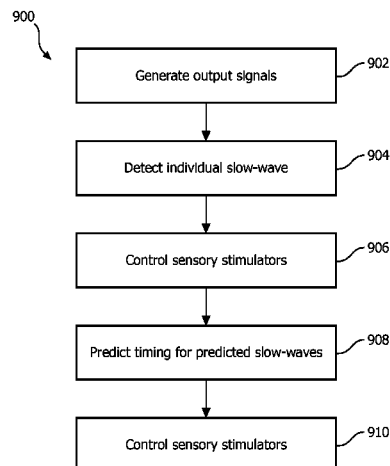 900
Generate output signals
902
Detect individual slow-wave
904
Control sensory stimulators
906
Predict timing for predicted slow-waves
908
Control sensory stimulators
910